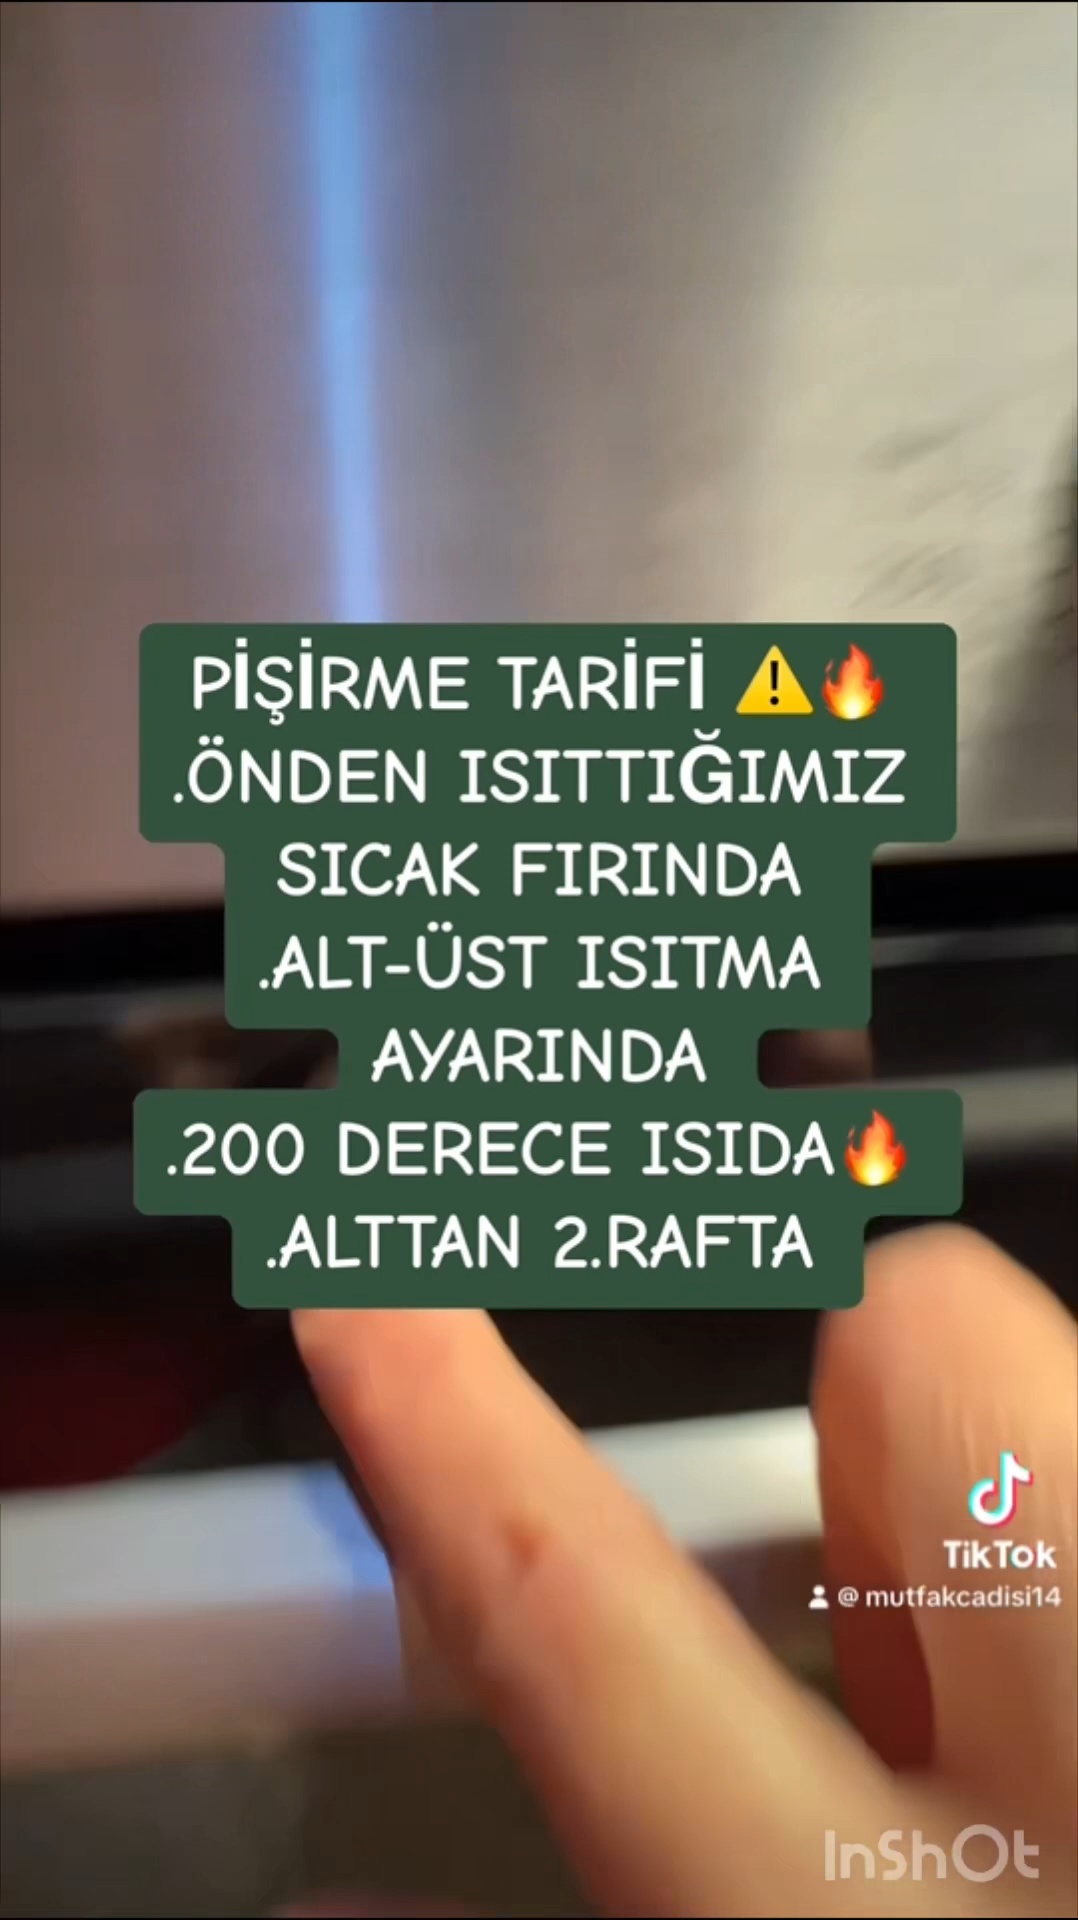 PİŞİRME TARİFİ ⚠️🔥
.ÖNDEN ISITTIĞIMIZ
SICAK FIRINDA
.ALT-ÜST ISITMA
AYARINDA
.200 DERECE ISIDA🔥
.ALTTAN 2.RAFTA
TikTok
@ mutfakcadisi14
InShOt